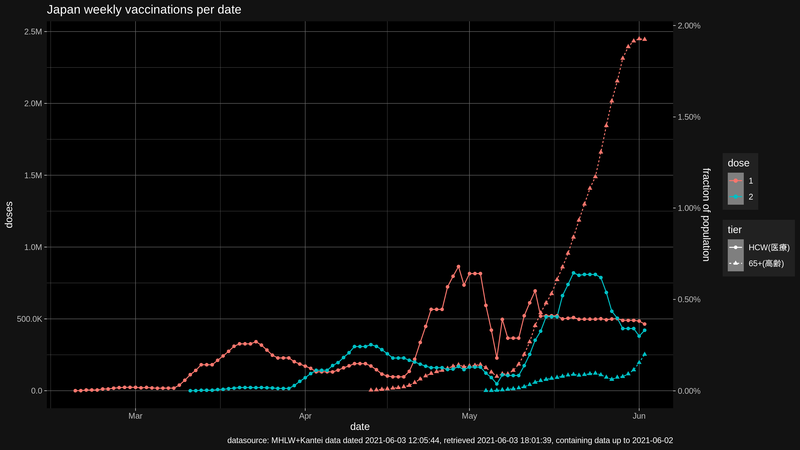 Japan weekly vaccinations per date
2.5M
2.0M
1.5M
1.0M
500.0K
0.0
doses
2.00%
1.50%
1.00%
0.50%
0.00%
fraction of population
Mar
Apr
May
Jun
date
dose
1
2
tier
HCW(医療)
65+(高齢)
datasource: MHLW+Kantei data dated 2021-06-03 12:05:44, retrieved 2021-06-03 18:01:39, containing data up to 2021-06-02